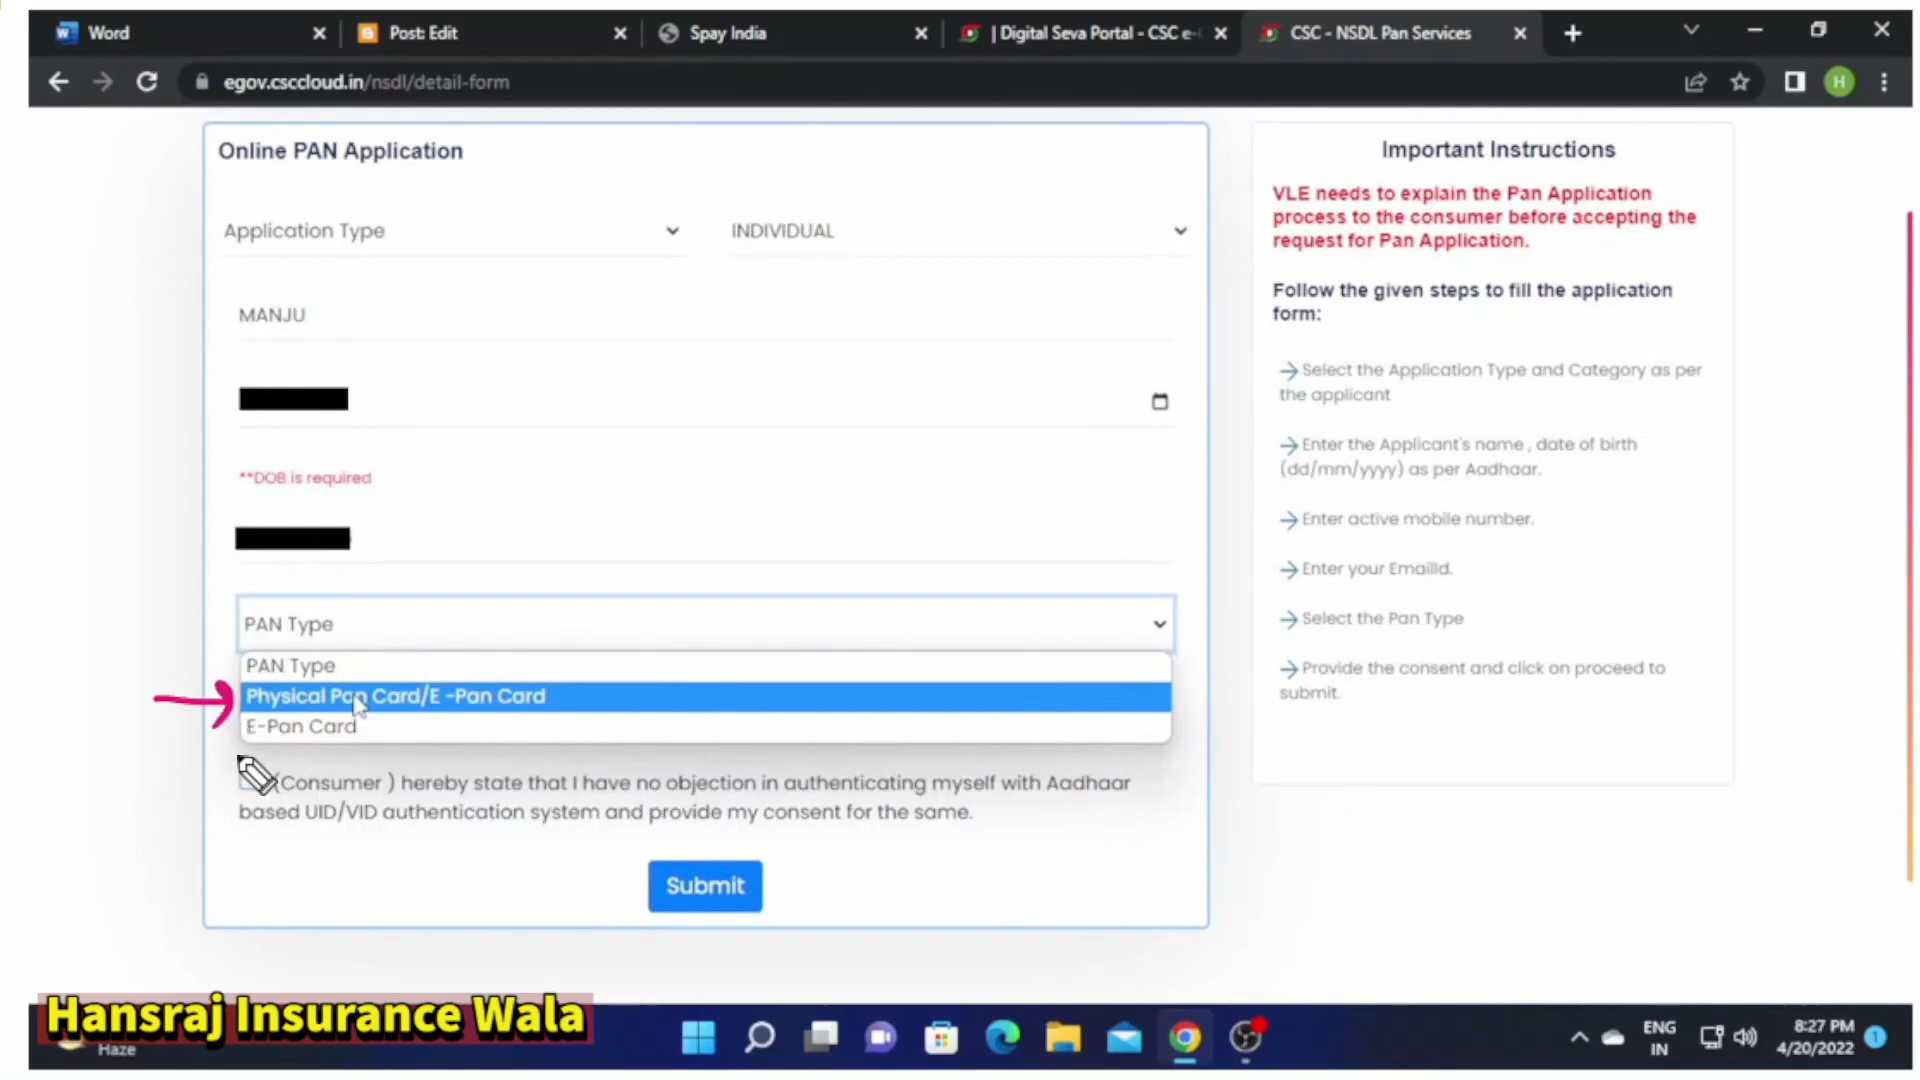 Word
Post: Edit
Spay India
| Digital Seva Portal - CSC e-
CSC - NSDL Pan Services
egov.csccloud.in/nsdl/detail-form
H
Online PAN Application
Application Type
INDIVIDUAL
MANJU
**DOB is required
PAN Type
PAN Type
Physical Pan Card/E -Pan Card
E-Pan Card
(Consumer ) hereby state that I have no objection in authenticating myself with Aadhaar
based UID/VID authentication system and provide my consent for the same.
Submit
Important Instructions
VLE needs to explain the Pan Application
process to the consumer before accepting the
request for Pan Application.
Follow the given steps to fill the application
form:
Select the Application Type and Category as per
the applicant
Enter the Applicant's name , date of birth
(dd/mm/yyyy) as per Aadhaar.
Enter active mobile number.
Enter your EmailId.
Select the Pan Type
Provide the consent and click on proceed to
submit.
Hansraj Insurance Wala
Haze
ENG
IN
8:27 PM
4/20/2022
1